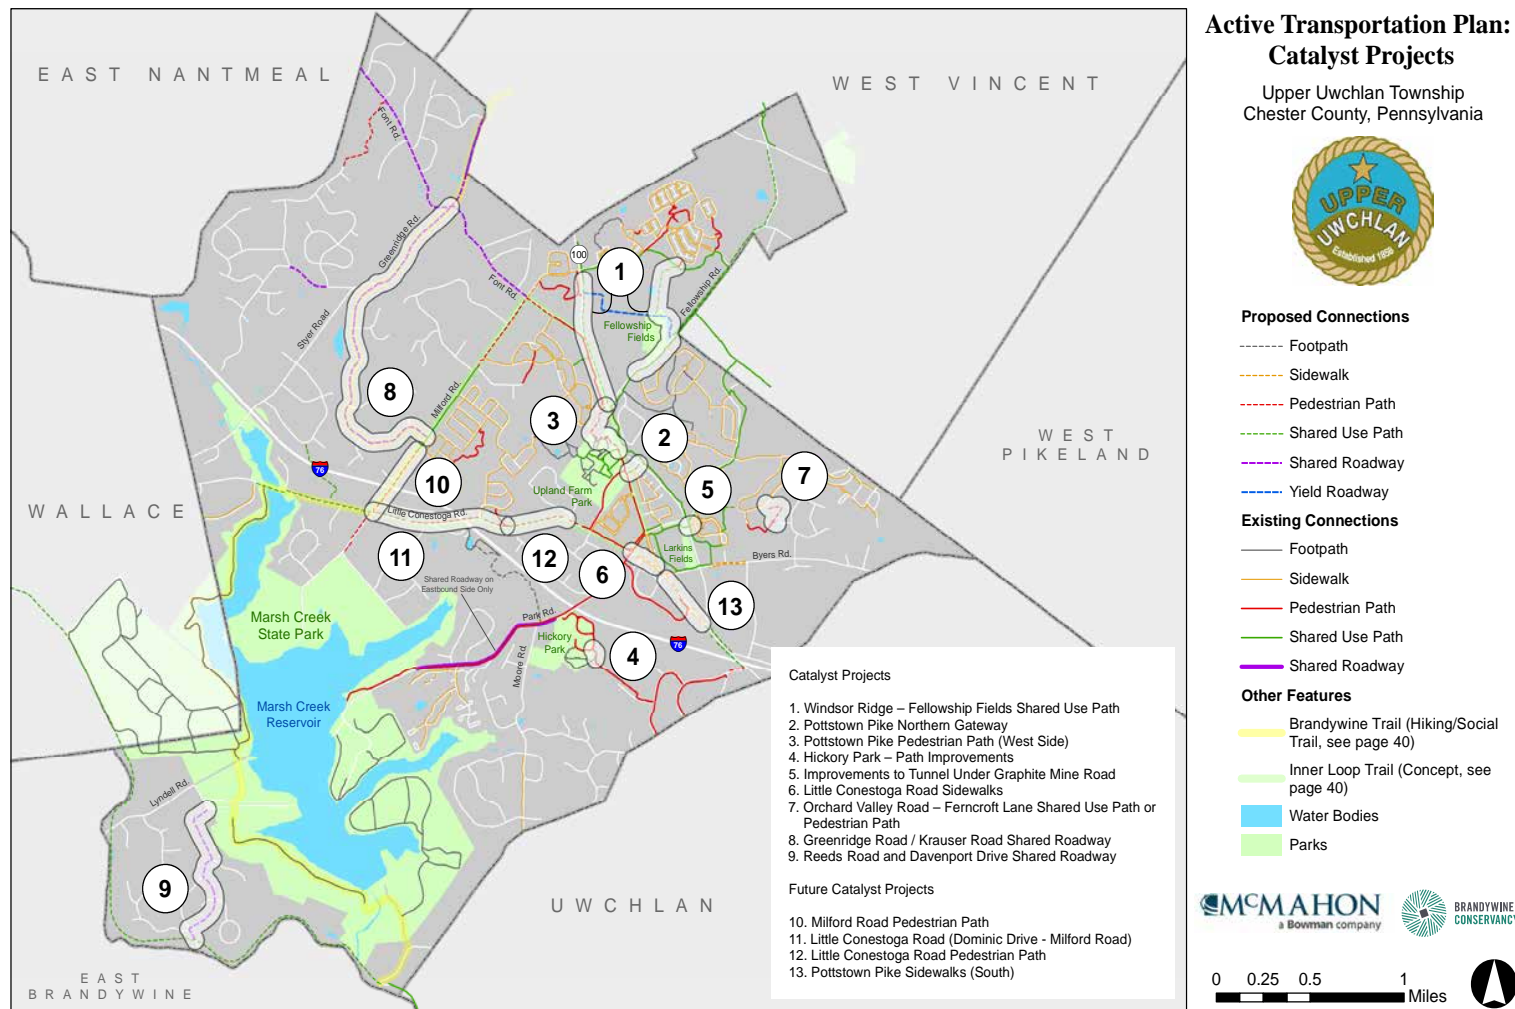 Active Transportation Plan:
Catalyst Projects
Upper Uwchlan Township
Chester County, Pennsylvania
UPPER
UWCHLAN
Established 1858
Proposed Connections
Footpath
Sidewalk
Pedestrian Path
Shared Use Path
Shared Roadway
Yield Roadway
Existing Connections
Footpath
Sidewalk
Pedestrian Path
Shared Use Path
Shared Roadway
Other Features
Brandywine Trail (Hiking/Social
Trail, see page 40)
Inner Loop Trail (Concept, see
page 40)
Water Bodies
Parks
MCMAHON
a Bowman company
BRANDYWINE
CONSERVANCY
0 0.25 0.5 1
Miles
EAST NANTMEAL
WEST VINCENT
WEST
PIKELAND
WALLACE
UWCHLAN
EAST
BRANDYWINE
Font Rd.
Greenridge Rd.
Styer Road
Font Rd.
100
1
Fellowship Rd.
Fellowship
Fields
8
Milford Rd.
3
2
76
10
Upland Farm
Park
5
7
Little Conestoga Rd.
11
12
6
Larkins
Fields
Byers Rd.
Shared Roadway on
Eastbound Side Only
13
Marsh Creek
State Park
Park Rd.
Hickory
Park
Moore Rd.
4
76
Marsh Creek
Reservoir
Lyndell Rd.
9
Catalyst Projects
1. Windsor Ridge – Fellowship Fields Shared Use Path
2. Pottstown Pike Northern Gateway
3. Pottstown Pike Pedestrian Path (West Side)
4. Hickory Park – Path Improvements
5. Improvements to Tunnel Under Graphite Mine Road
6. Little Conestoga Road Sidewalks
7. Orchard Valley Road – Ferncroft Lane Shared Use Path or
Pedestrian Path
8. Greenridge Road / Krauser Road Shared Roadway
9. Reeds Road and Davenport Drive Shared Roadway
Future Catalyst Projects
10. Milford Road Pedestrian Path
11. Little Conestoga Road (Dominic Drive - Milford Road)
12. Little Conestoga Road Pedestrian Path
13. Pottstown Pike Sidewalks (South)